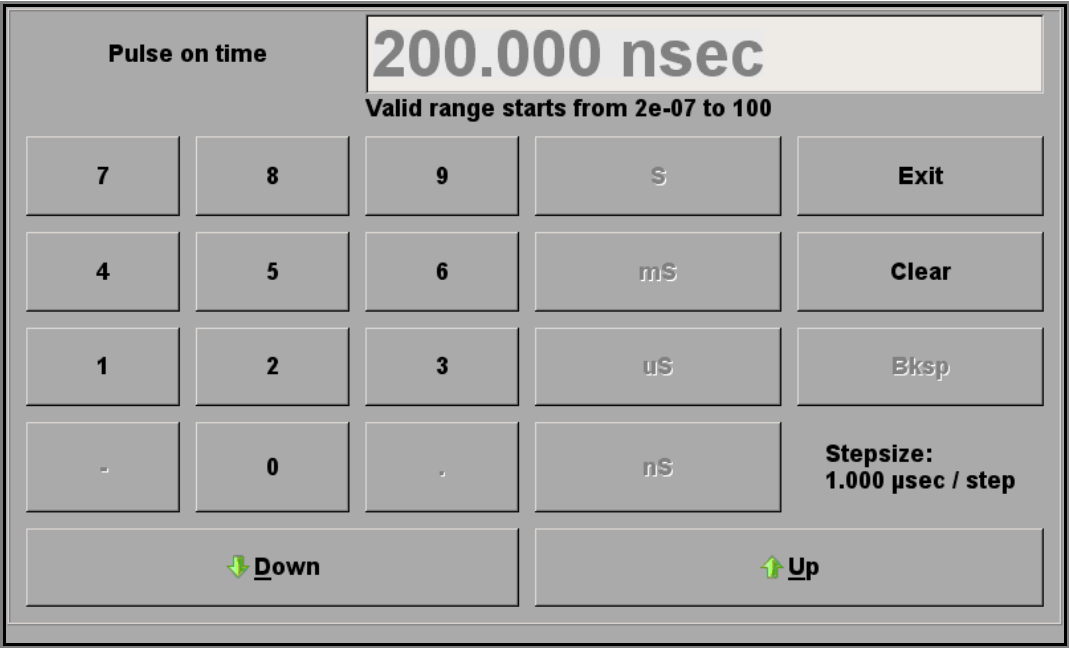 Pulse on time
200.000 nsec
Valid range starts from 2e-07 to 100
7 8 9 S Exit
4 5 6 mS Clear
1 2 3 uS Bksp
- 0 . nS
Stepsize:
1.000 µsec / step
Down Up